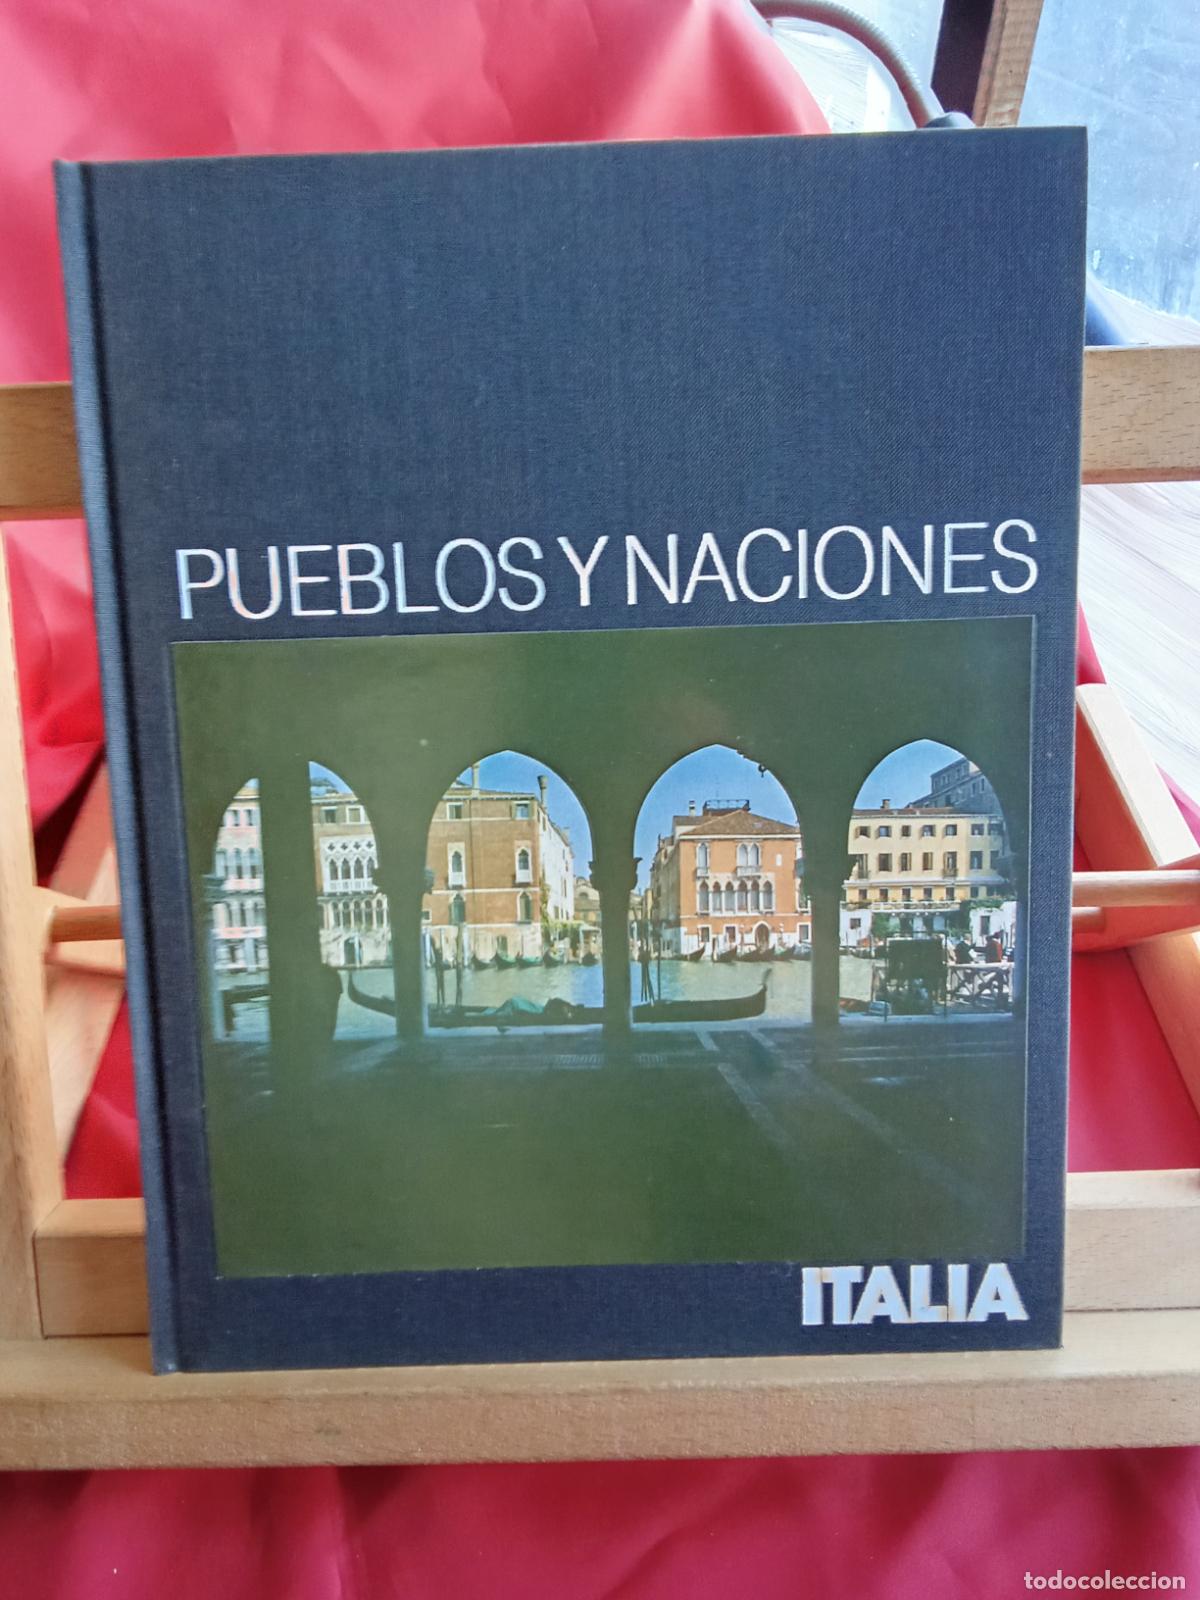 PUEBLOS Y NACIONES
ITALIA
todocoleccion